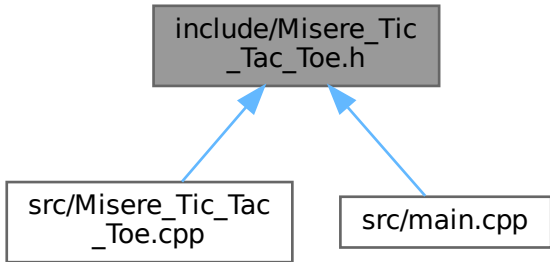 include/Misere_Tic
_Tac_Toe.h
src/Misere_Tic_Tac
_Toe.cpp
src/main.cpp